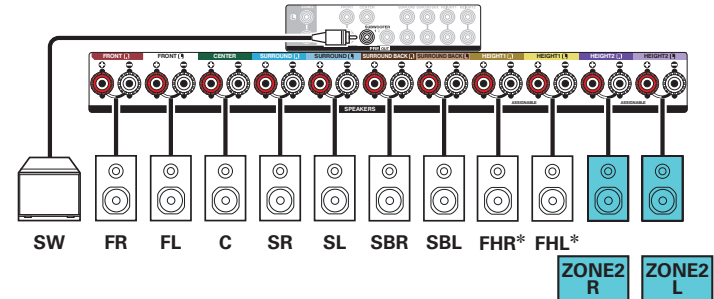 SUBWOOFER
PRE OUT
FRONT R FRONT L CENTER SURROUND R SURROUND L SURROUND BACK R SURROUND BACK L HEIGHT1 R HEIGHT1 L HEIGHT2 R HEIGHT2 L
ASSIGNABLE ASSIGNABLE
SPEAKERS
SW FR FL C SR SL SBR SBL FHR* FHL*
ZONE2 ZONE2
R L